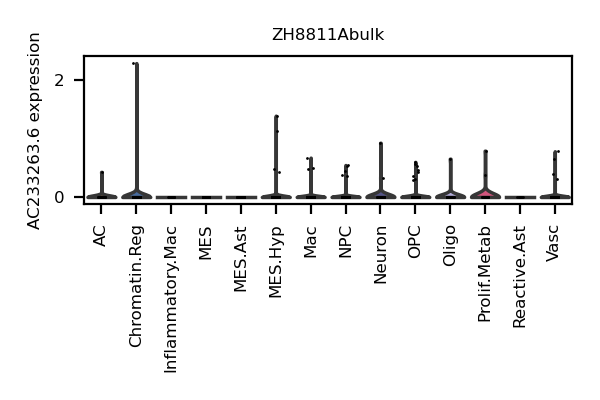 ZH8811Abulk
AC233263.6 expression
2
0
AC
Chromatin.Reg
Inflammatory.Mac
MES
MES.Ast
MES.Hyp
Mac
NPC
Neuron
OPC
Oligo
Prolif.Metab
Reactive.Ast
Vasc